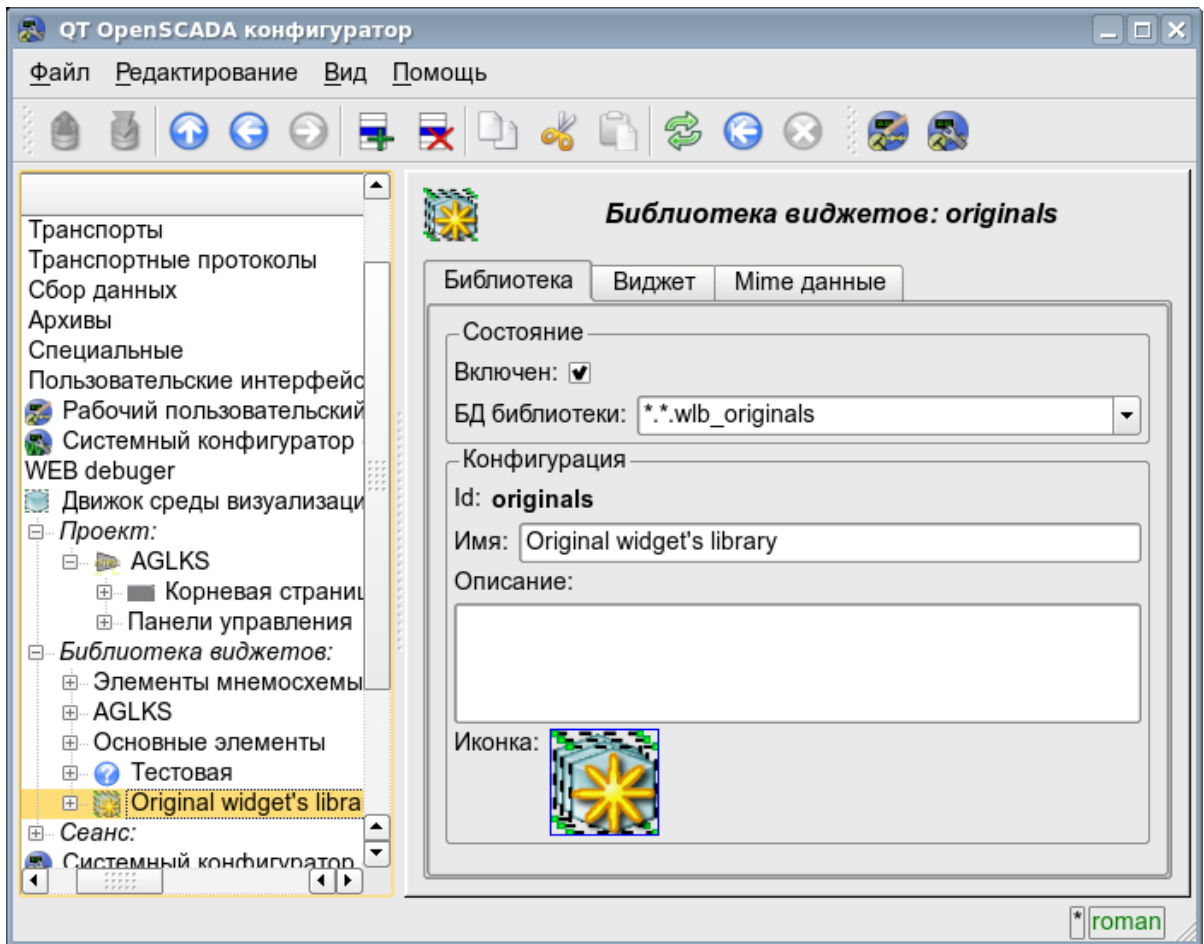 QT OpenSCADA конфигуратор
Файл Редактирование Вид Помощь
Транспорты
Транспортные протоколы
Сбор данных
Архивы
Специальные
Пользовательские интерфейс
Рабочий пользовательский
Системный конфигуратор
WEB debuger
Движок среды визуализаци
Проект:
AGLKS
Корневая страниц
Панели управления
Библиотека виджетов:
Элементы мнемосхемы
AGLKS
Основные элементы
Тестовая
Original widget's libra
Сеанс:
Системный конфигуратор
Библиотека виджетов: originals
Библиотека Виджет Mime данные
Состояние
Включен:
БД библиотеки: *.*.wlb_originals
Конфигурация
Id: originals
Имя: Original widget's library
Описание:
Иконка:
* roman